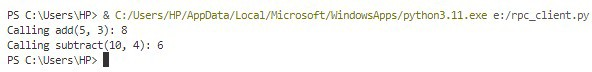 PS C:\Users\HP> & C:/Users/HP/AppData/Local/Microsoft/WindowsApps/python3.11.exe e:/rpc_client.py
Calling add(5, 3): 8
Calling subtract(10, 4): 6
PS C:\Users\HP>